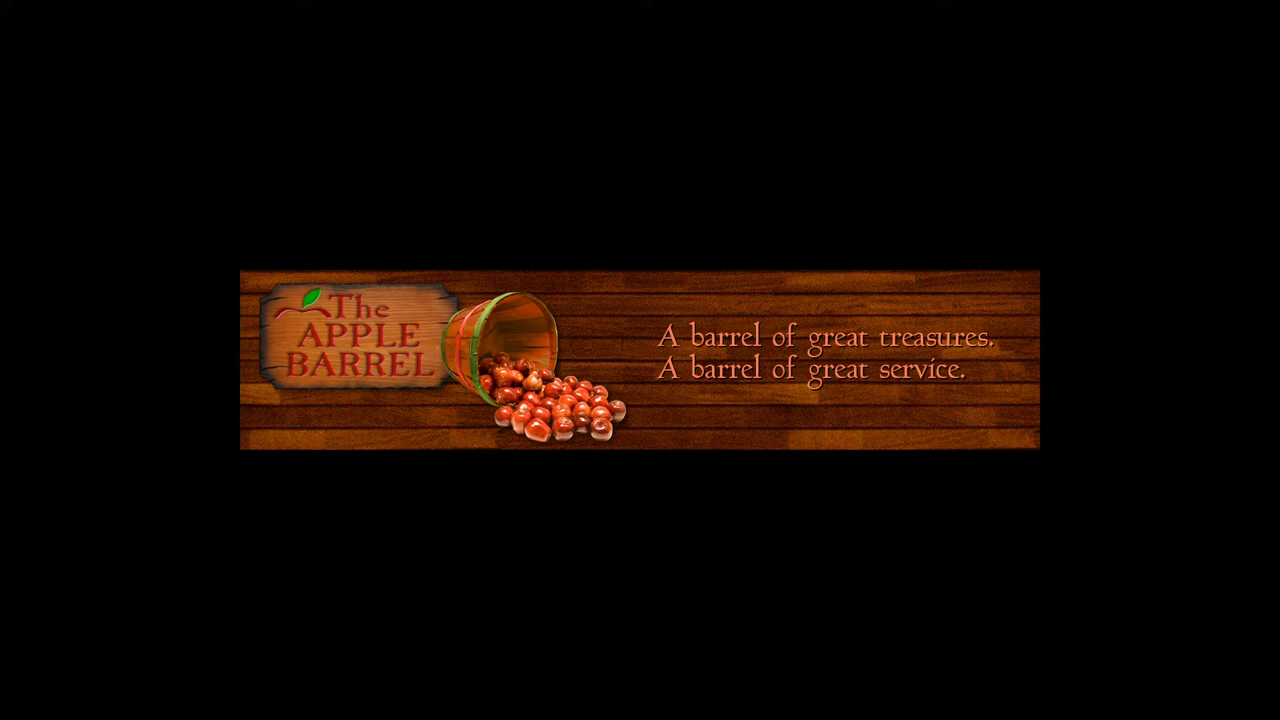 The
APPLE
BARREL
A barrel of great treasures.
A barrel of great service.